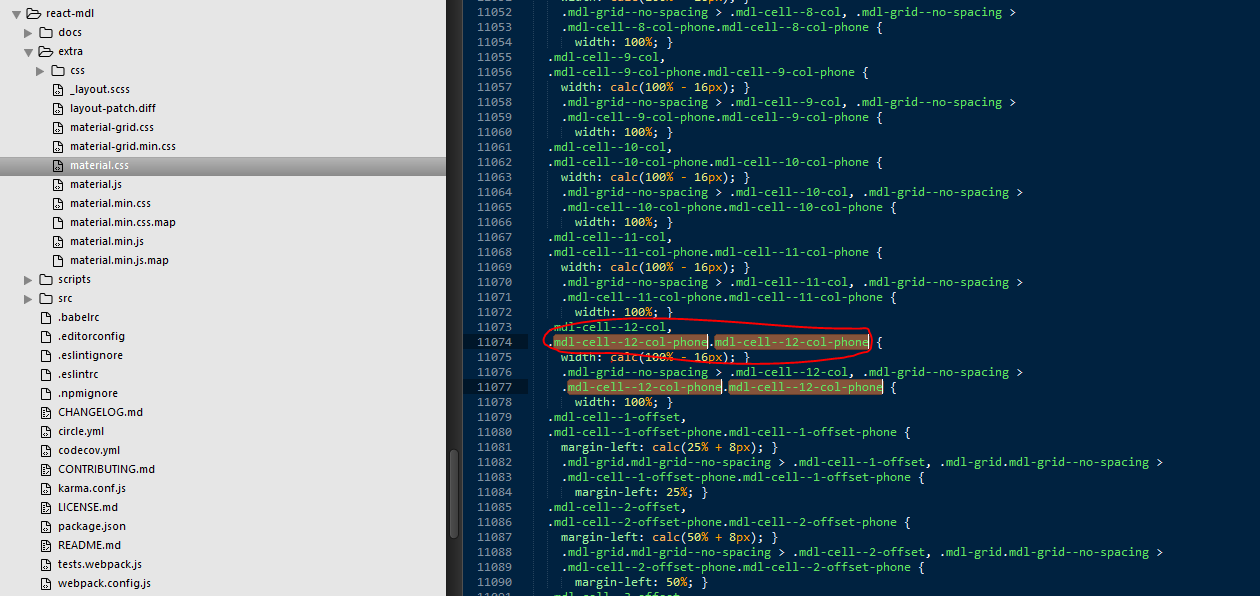 react-mdl
docs
extra
css
_layout.scss
layout-patch.diff
material-grid.css
material-grid.min.css
material.css
material.js
material.min.css
material.min.css.map
material.min.js
material.min.js.map
scripts
src
.babelrc
.editorconfig
.eslintignore
.eslintrc
.npmignore
CHANGELOG.md
circle.yml
codecov.yml
CONTRIBUTING.md
karma.conf.js
LICENSE.md
package.json
README.md
tests.webpack.js
webpack.config.js
11052 .mdl-grid--no-spacing > .mdl-cell--8-col, .mdl-grid--no-spacing >
11053 .mdl-cell--8-col-phone.mdl-cell--8-col-phone {
11054 width: 100%; }
11055 .mdl-cell--9-col,
11056 .mdl-cell--9-col-phone.mdl-cell--9-col-phone {
11057 width: calc(100% - 16px); }
11058 .mdl-grid--no-spacing > .mdl-cell--9-col, .mdl-grid--no-spacing >
11059 .mdl-cell--9-col-phone.mdl-cell--9-col-phone {
11060 width: 100%; }
11061 .mdl-cell--10-col,
11062 .mdl-cell--10-col-phone.mdl-cell--10-col-phone {
11063 width: calc(100% - 16px); }
11064 .mdl-grid--no-spacing > .mdl-cell--10-col, .mdl-grid--no-spacing >
11065 .mdl-cell--10-col-phone.mdl-cell--10-col-phone {
11066 width: 100%; }
11067 .mdl-cell--11-col,
11068 .mdl-cell--11-col-phone.mdl-cell--11-col-phone {
11069 width: calc(100% - 16px); }
11070 .mdl-grid--no-spacing > .mdl-cell--11-col, .mdl-grid--no-spacing >
11071 .mdl-cell--11-col-phone.mdl-cell--11-col-phone {
11072 width: 100%; }
11073 .mdl-cell--12-col,
11074 .mdl-cell--12-col-phone.mdl-cell--12-col-phone {
11075 width: calc(100% - 16px); }
11076 .mdl-grid--no-spacing > .mdl-cell--12-col, .mdl-grid--no-spacing >
11077 .mdl-cell--12-col-phone.mdl-cell--12-col-phone {
11078 width: 100%; }
11079 .mdl-cell--1-offset,
11080 .mdl-cell--1-offset-phone.mdl-cell--1-offset-phone {
11081 margin-left: calc(25% + 8px); }
11082 .mdl-grid.mdl-grid--no-spacing > .mdl-cell--1-offset, .mdl-grid.mdl-grid--no-spacing >
11083 .mdl-cell--1-offset-phone.mdl-cell--1-offset-phone {
11084 margin-left: 25%; }
11085 .mdl-cell--2-offset,
11086 .mdl-cell--2-offset-phone.mdl-cell--2-offset-phone {
11087 margin-left: calc(50% + 8px); }
11088 .mdl-grid.mdl-grid--no-spacing > .mdl-cell--2-offset, .mdl-grid.mdl-grid--no-spacing >
11089 .mdl-cell--2-offset-phone.mdl-cell--2-offset-phone {
11090 margin-left: 50%; }